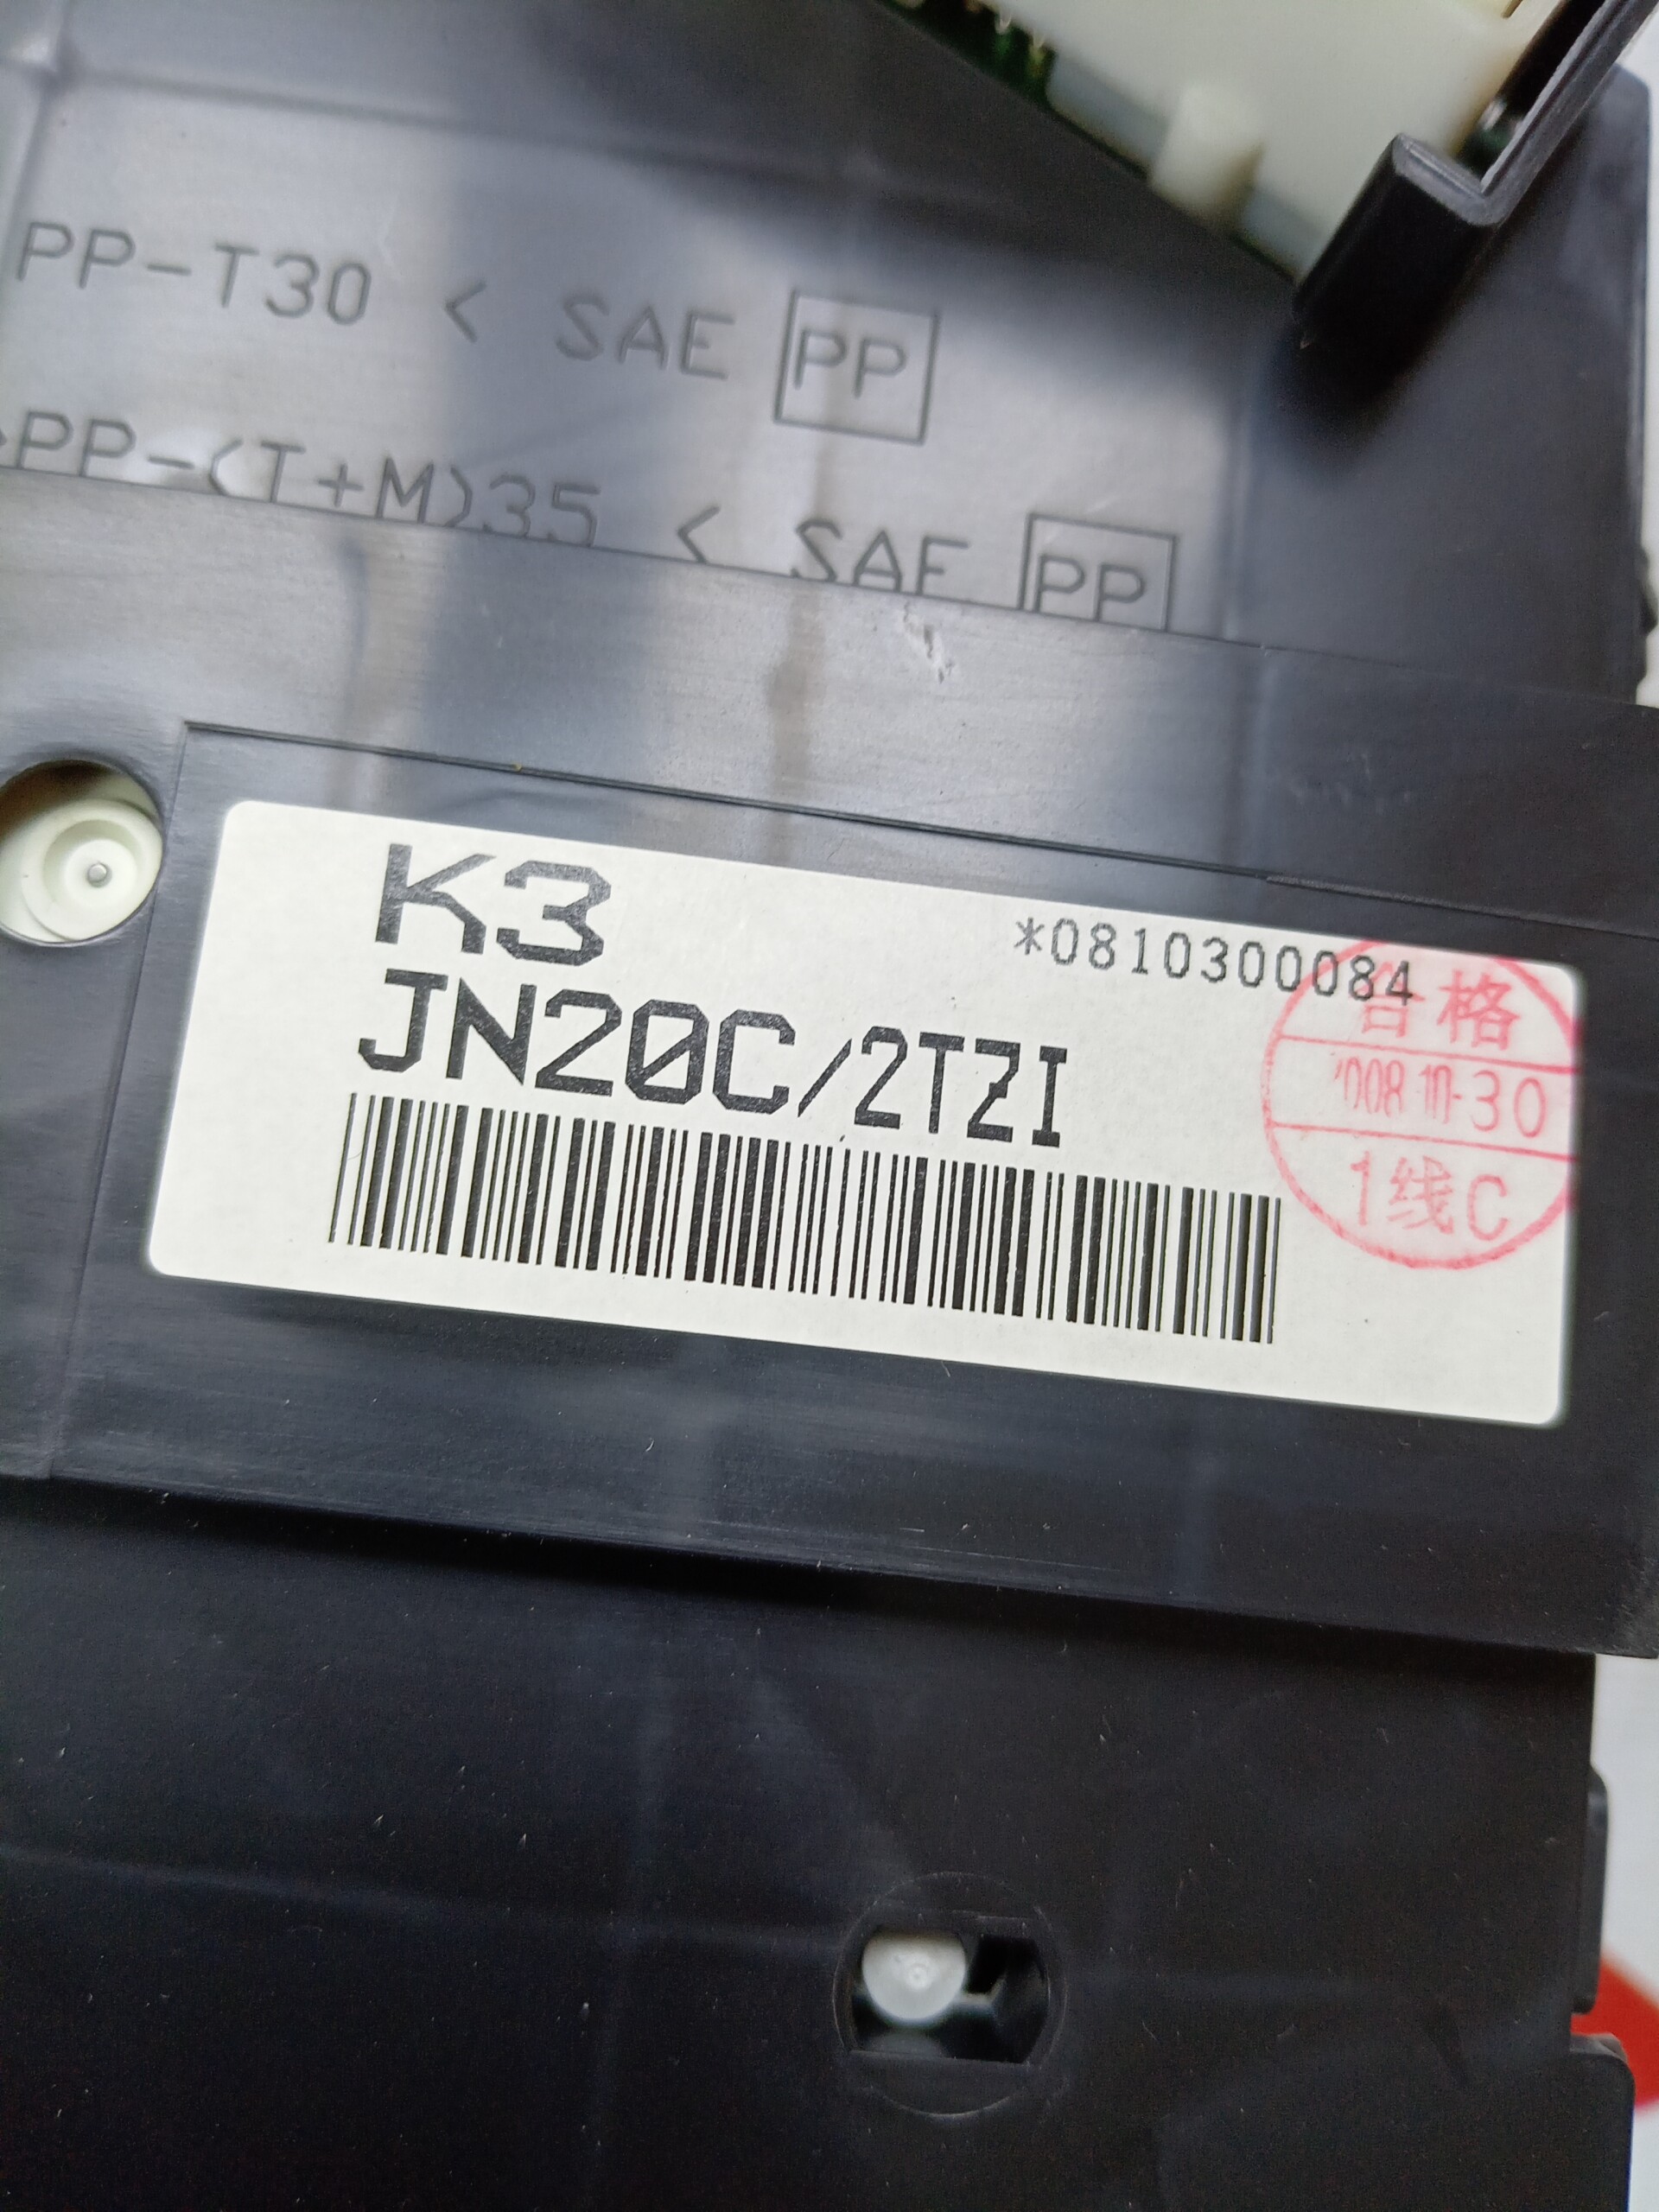 PP-T30 < SAE PP
>PP-(T+M)35 < SAE PP
K3
*0810300084
JN20C/2TZI
合格
2008.10.30
1线C